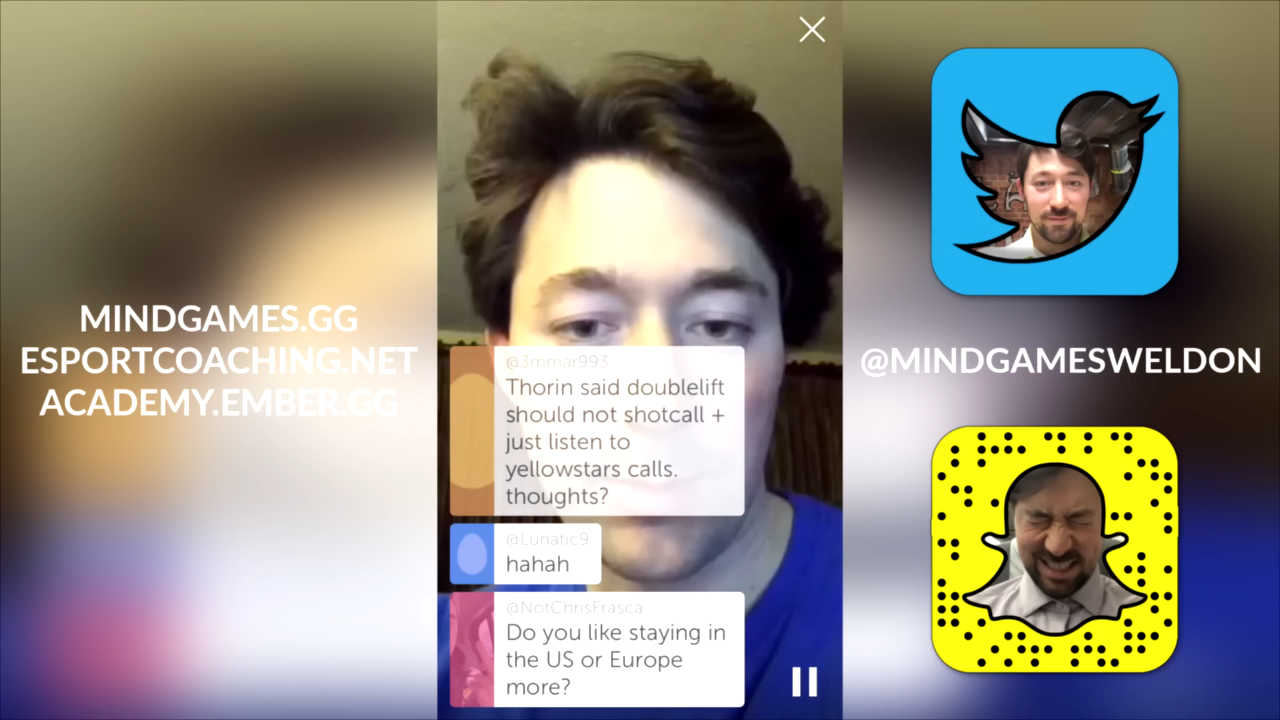 MINDGAMES.GG
ESPORTCOACHING.NET
ACADEMY.EMBER.GG
@3mmar993
Thorin said doublelift
should not shotcall +
just listen to
yellowstars calls.
thoughts?
@Lunatic9
hahah
@NotChrisFrasca
Do you like staying in
the US or Europe
more?
@MINDGAMESWELDON